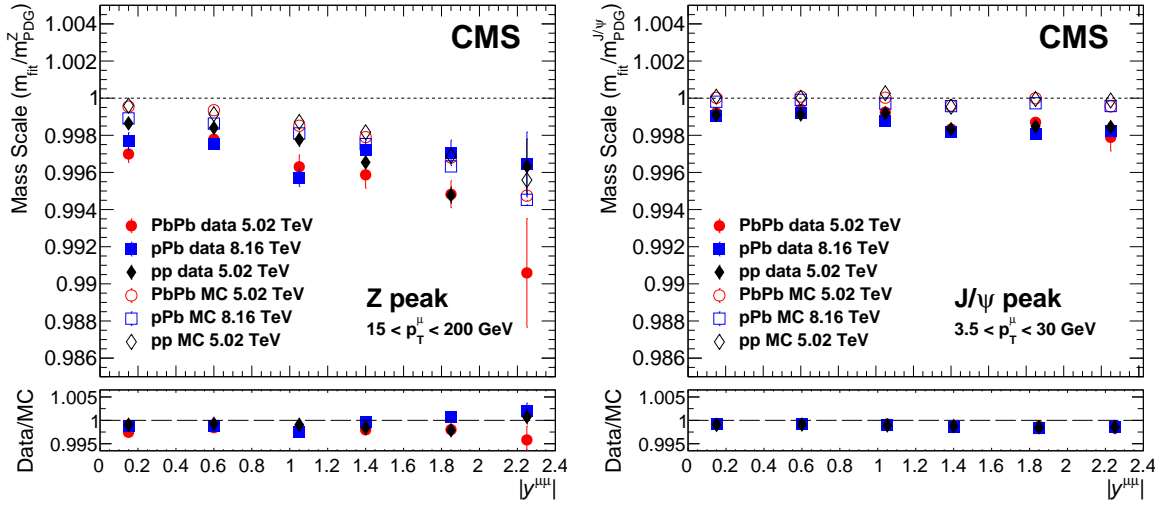 CMS
Mass Scale (m_fit/m^Z_PDG)
1.004
1.002
1
0.998
0.996
0.994
0.992
0.99
0.988
0.986
PbPb data 5.02 TeV
pPb data 8.16 TeV
pp data 5.02 TeV
PbPb MC 5.02 TeV
pPb MC 8.16 TeV
pp MC 5.02 TeV
Z peak
15 < p_T^μ < 200 GeV
Data/MC
1.005
1
0.995
0 0.2 0.4 0.6 0.8 1 1.2 1.4 1.6 1.8 2 2.2 2.4
|y^μμ|
CMS
Mass Scale (m_fit/m^J/ψ_PDG)
1.004
1.002
1
0.998
0.996
0.994
0.992
0.99
0.988
0.986
PbPb data 5.02 TeV
pPb data 8.16 TeV
pp data 5.02 TeV
PbPb MC 5.02 TeV
pPb MC 8.16 TeV
pp MC 5.02 TeV
J/ψ peak
3.5 < p_T^μ < 30 GeV
Data/MC
1.005
1
0.995
0 0.2 0.4 0.6 0.8 1 1.2 1.4 1.6 1.8 2 2.2 2.4
|y^μμ|